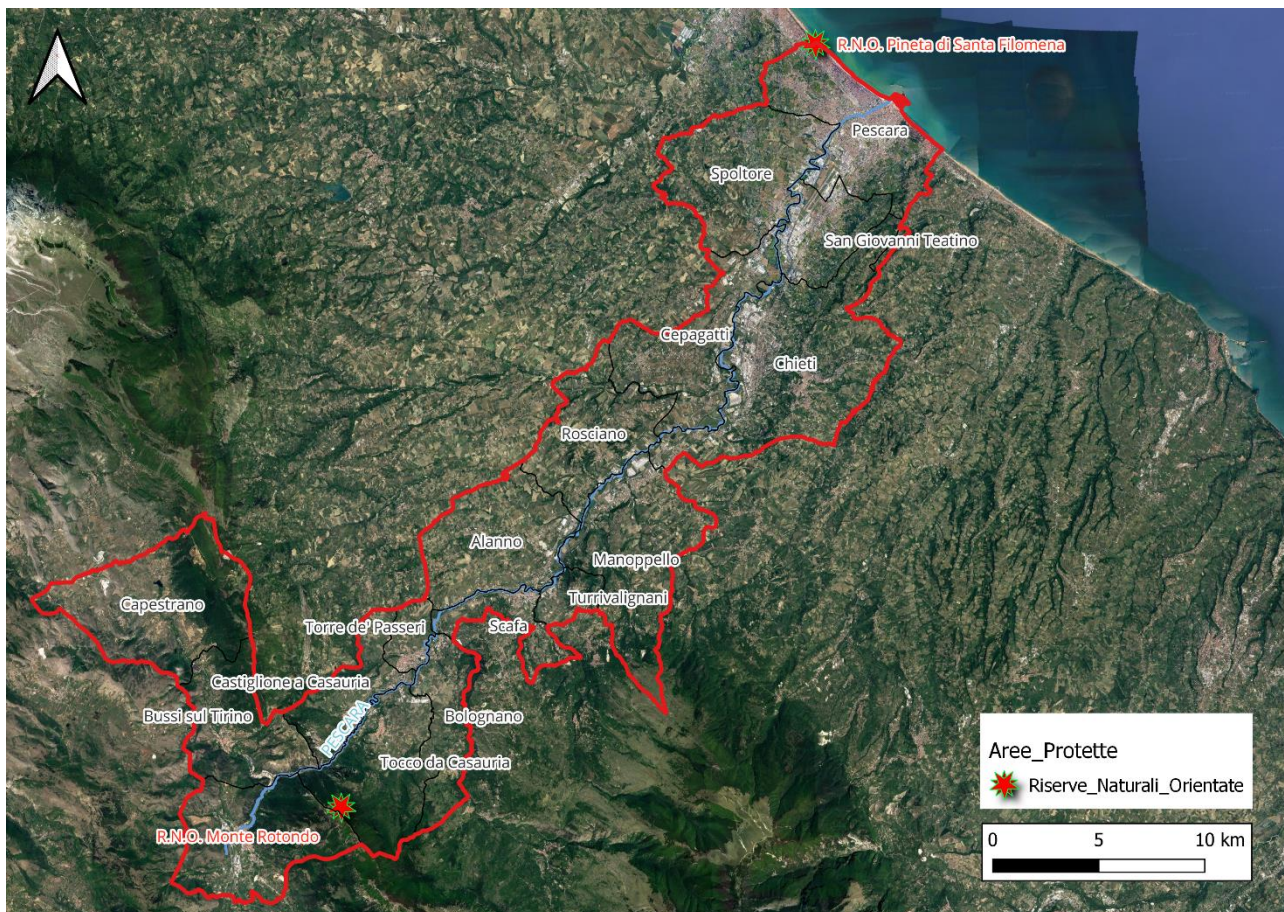 R.N.O. Pineta di Santa Filomena
Pescara
Spoltore
San Giovanni Teatino
Cepagatti
Chieti
Rosciano
Alanno
Manoppello
Turrivalignani
Capestrano
Torre de' Passeri
Scafa
Castiglione a Casauria
Bussi sul Tirino
PESCARA
Bolognano
Tocco da Casauria
R.N.O. Monte Rotondo
Aree_Protette
Riserve_Naturali_Orientate
0 5 10 km